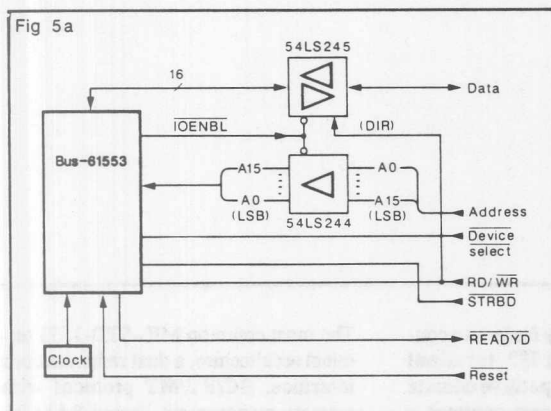 Fig 5a
54LS245
16
Data
IOENBL
(DIR)
Bus-61553
A15
A0
A0
(LSB)
A15
(LSB)
54LS244
Address
Device
select
RD/WR
STRBD
READYD
Clock
Reset